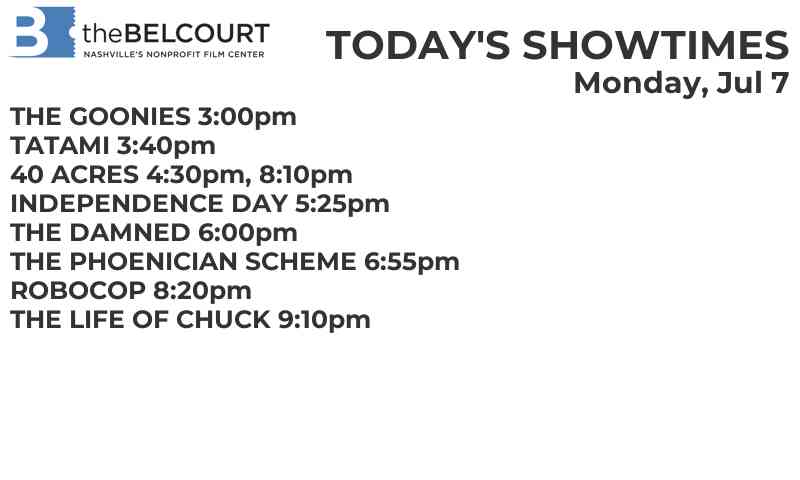 B theBELCOURT
NASHVILLE'S NONPROFIT FILM CENTER
TODAY'S SHOWTIMES
Monday, Jul 7
THE GOONIES 3:00pm
TATAMI 3:40pm
40 ACRES 4:30pm, 8:10pm
INDEPENDENCE DAY 5:25pm
THE DAMNED 6:00pm
THE PHOENICIAN SCHEME 6:55pm
ROBOCOP 8:20pm
THE LIFE OF CHUCK 9:10pm